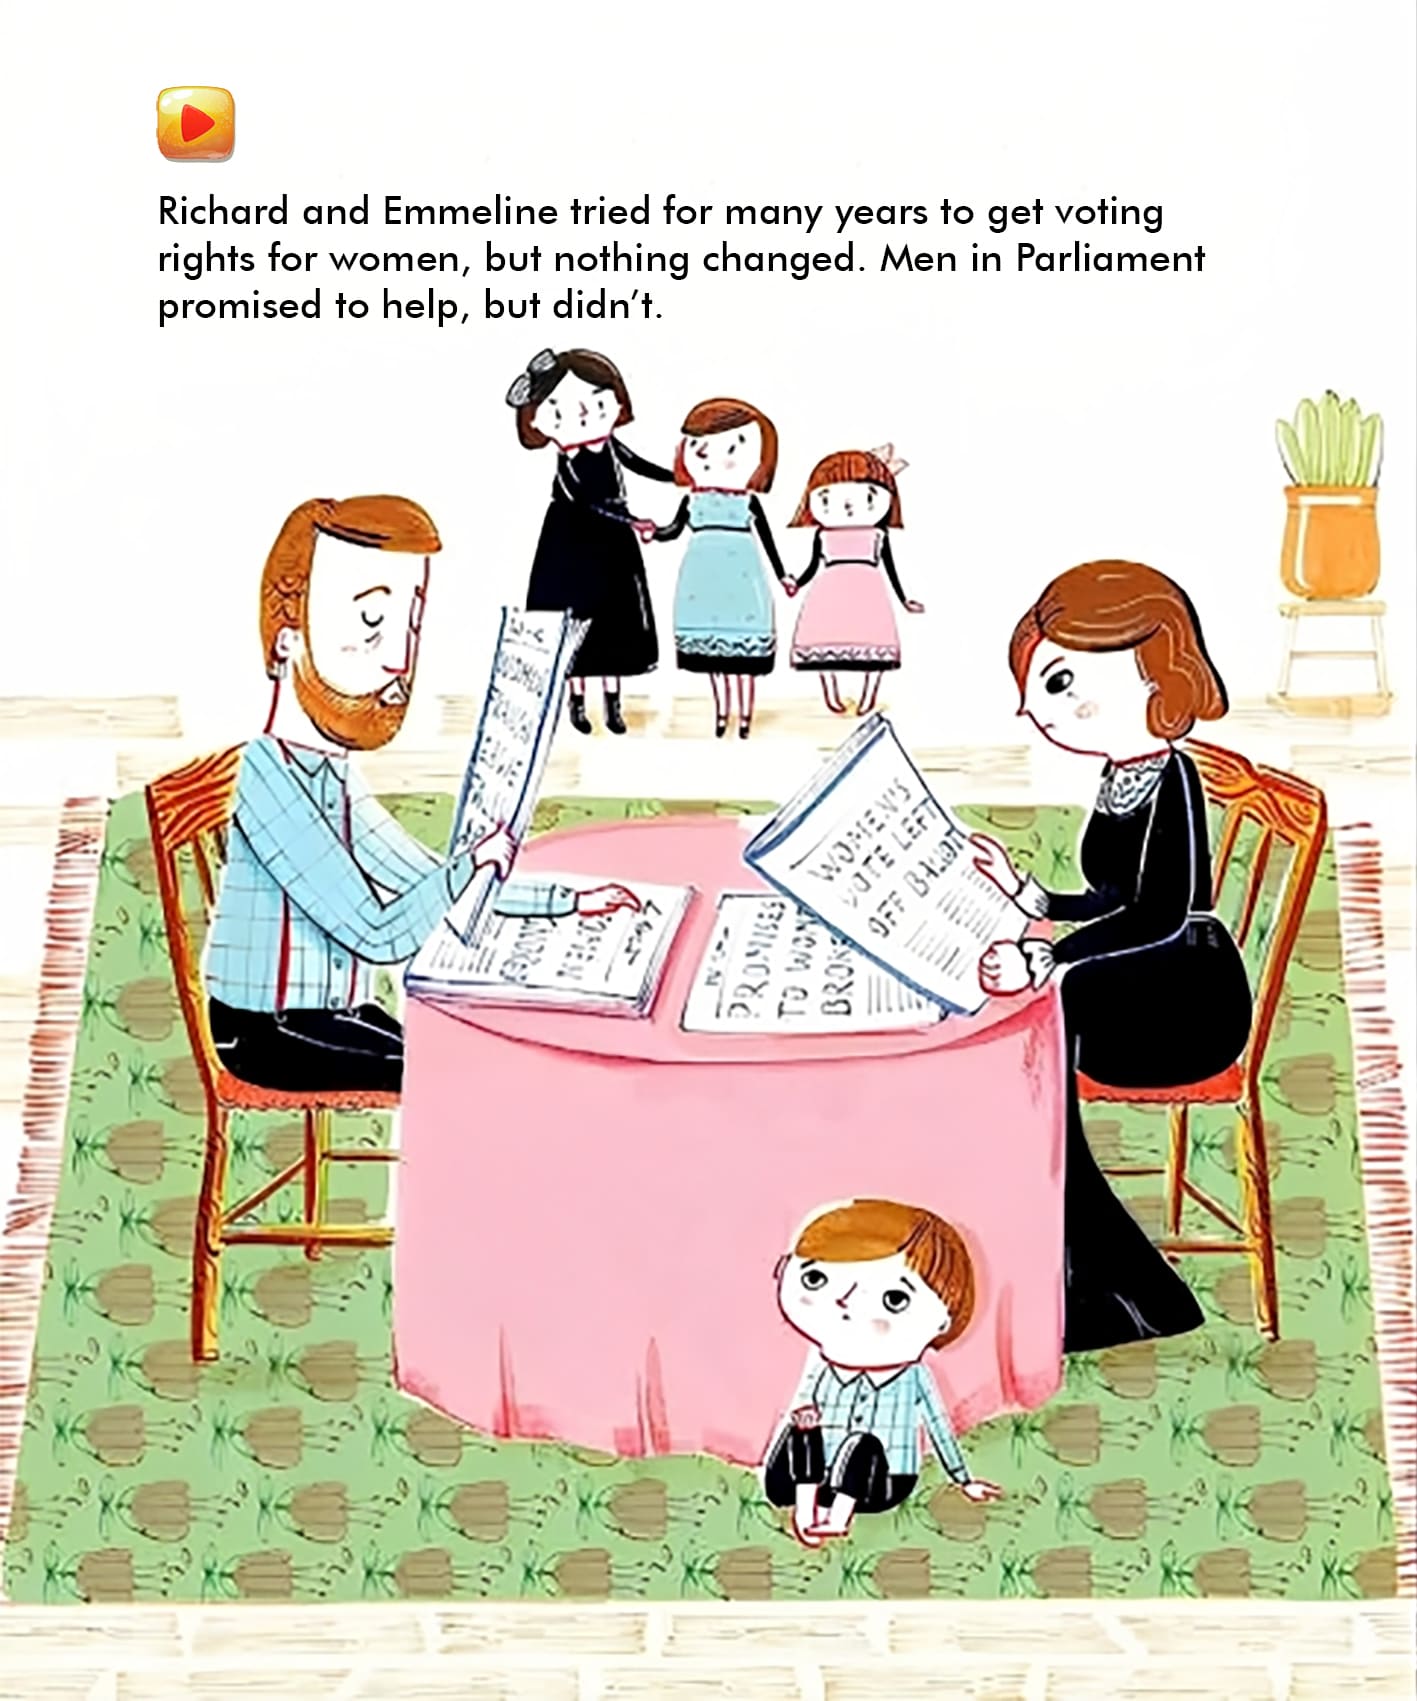 Richard and Emmeline tried for many years to get voting
rights for women, but nothing changed. Men in Parliament
promised to help, but didn't.
WOMEN'S
VOTE LEFT
OFF BALLOT
PROMISES
TO WOM
BROK